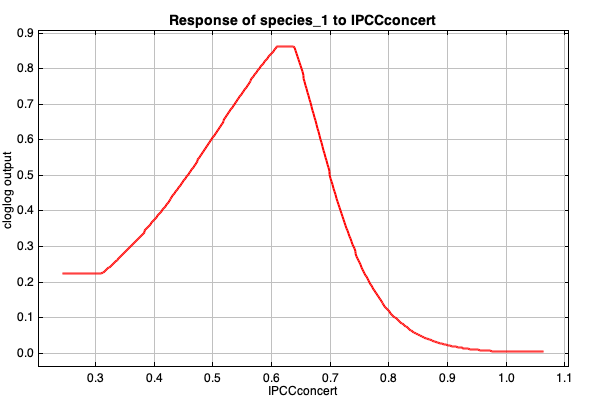 Response of species_1 to IPCCconcert
cloglog output
0.9
0.8
0.7
0.6
0.5
0.4
0.3
0.2
0.1
0.0
0.3 0.4 0.5 0.6 0.7 0.8 0.9 1.0 1.1
IPCCconcert